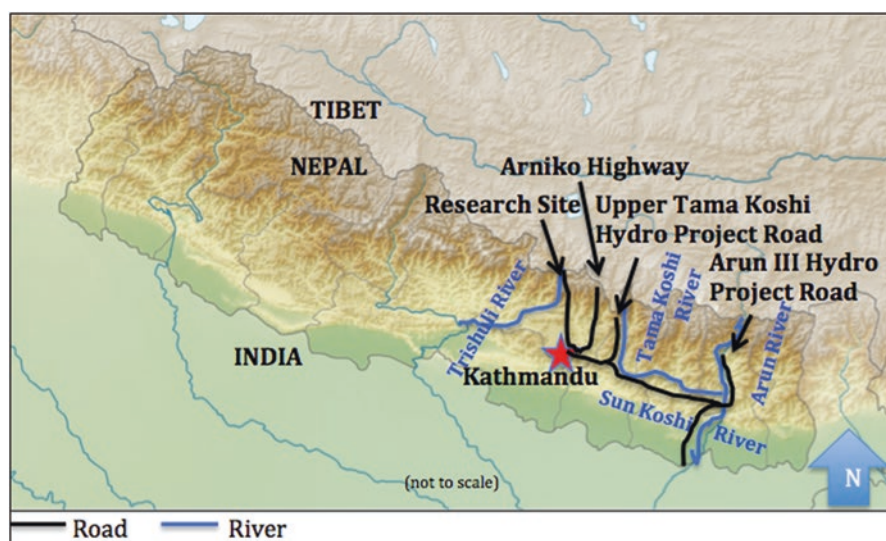 TIBET
NEPAL
Arniko Highway
Research Site
Upper Tama Koshi
Hydro Project Road
Arun III Hydro
Project Road
Trishuli River
Tama Koshi
River
Arun River
INDIA
Kathmandu
Sun Koshi River
(not to scale)
N
Road
River